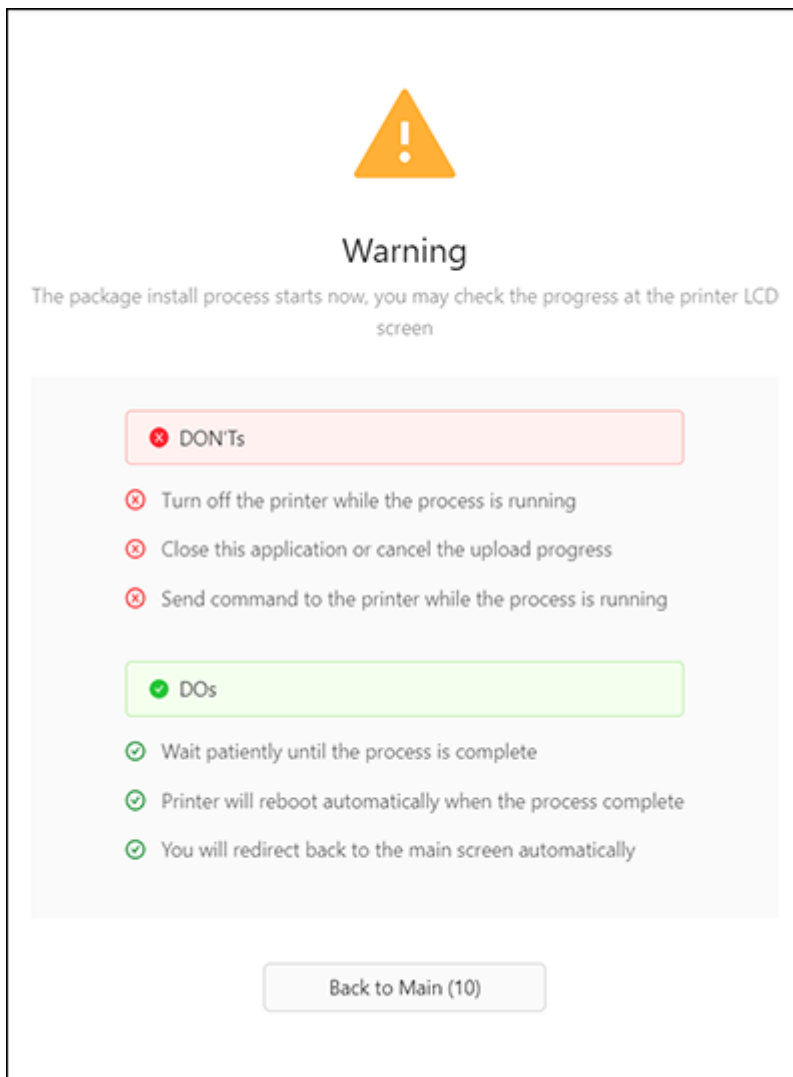 Warning
The package install process starts now, you may check the progress at the printer LCD
screen
DON'Ts
Turn off the printer while the process is running
Close this application or cancel the upload progress
Send command to the printer while the process is running
DOs
Wait patiently until the process is complete
Printer will reboot automatically when the process complete
You will redirect back to the main screen automatically
Back to Main (10)